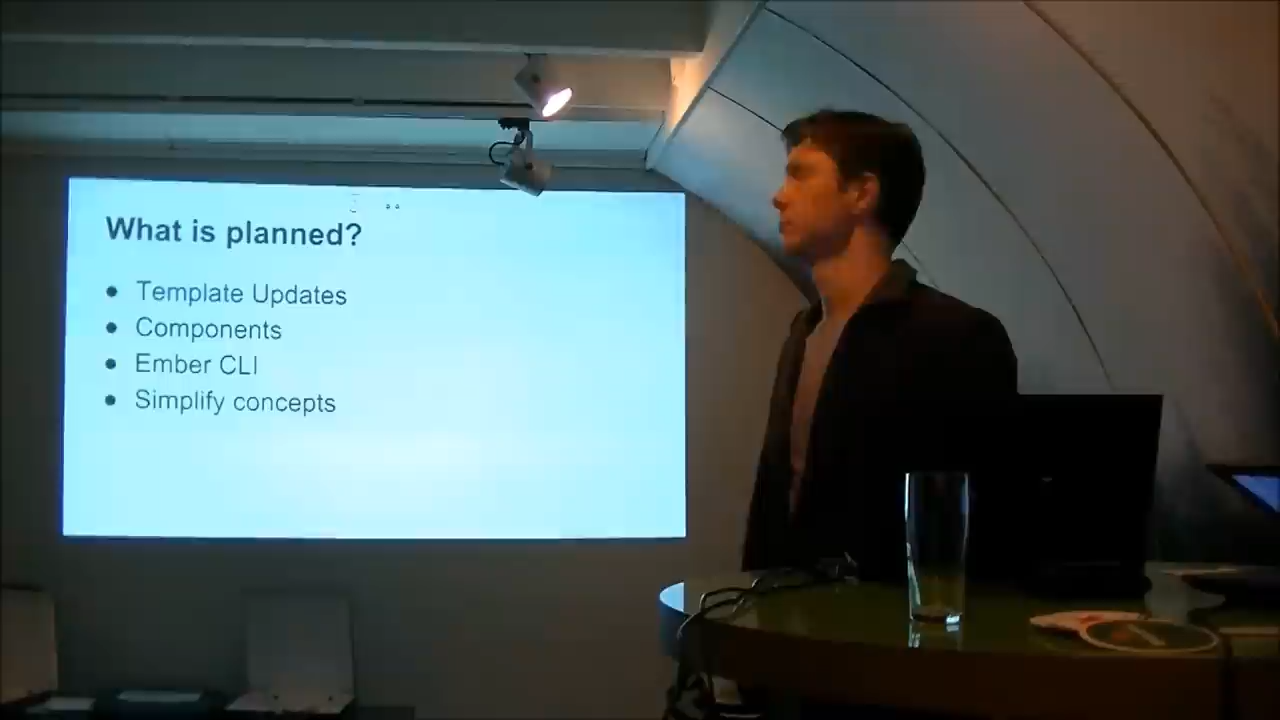 What is planned?
● Template Updates
● Components
● Ember CLI
● Simplify concepts